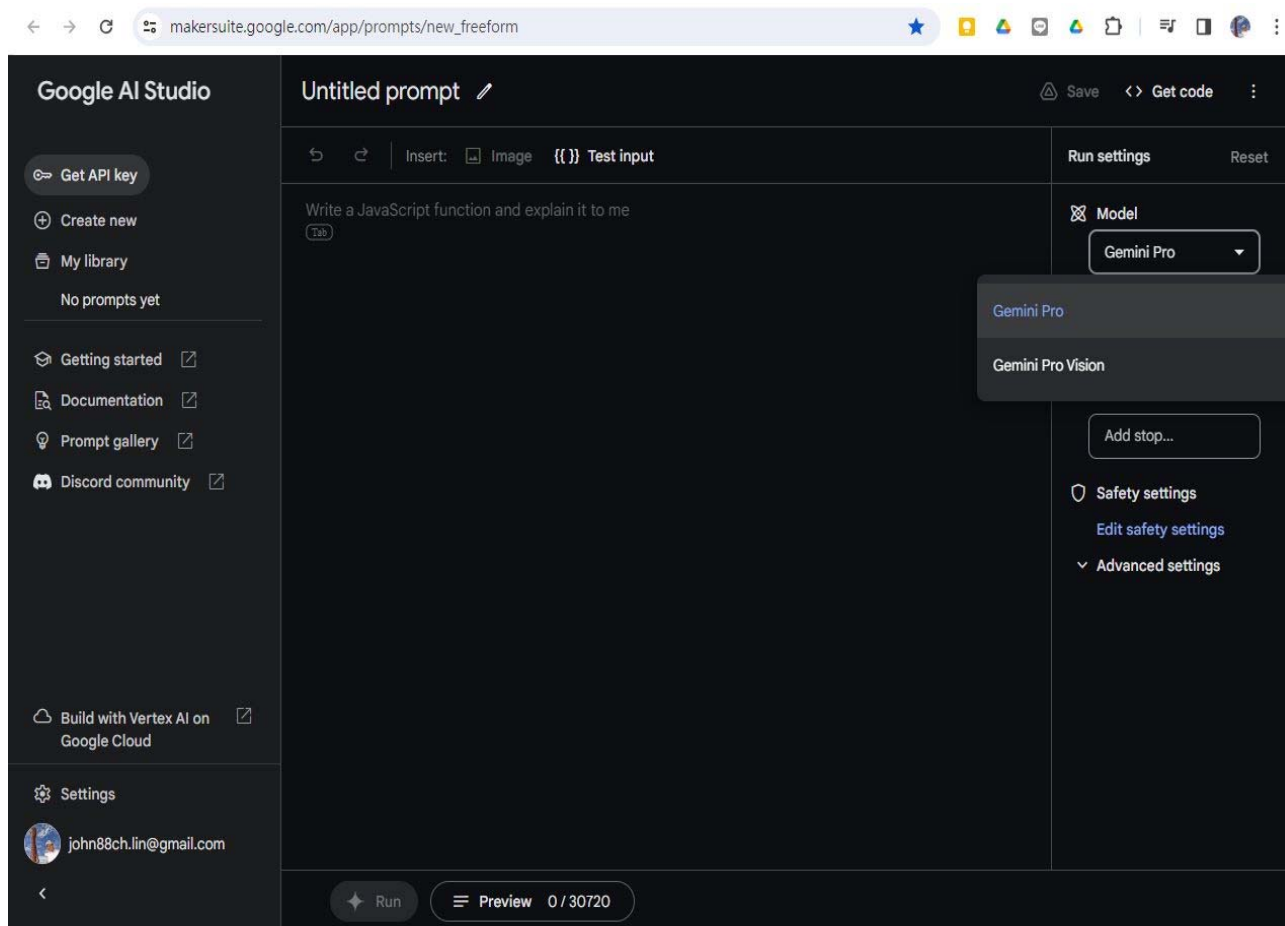 makersuite.google.com/app/prompts/new_freeform
Google AI Studio
Untitled prompt
Save
<> Get code
Get API key
Create new
My library
No prompts yet
Getting started
Documentation
Prompt gallery
Discord community
Build with Vertex AI on
Google Cloud
Settings
john88ch.lin@gmail.com
Insert:
Image
{{ }} Test input
Write a JavaScript function and explain it to me
Tab
Run
Preview 0 / 30720
Run settings
Reset
Model
Gemini Pro
Gemini Pro
Gemini Pro Vision
Add stop...
Safety settings
Edit safety settings
Advanced settings